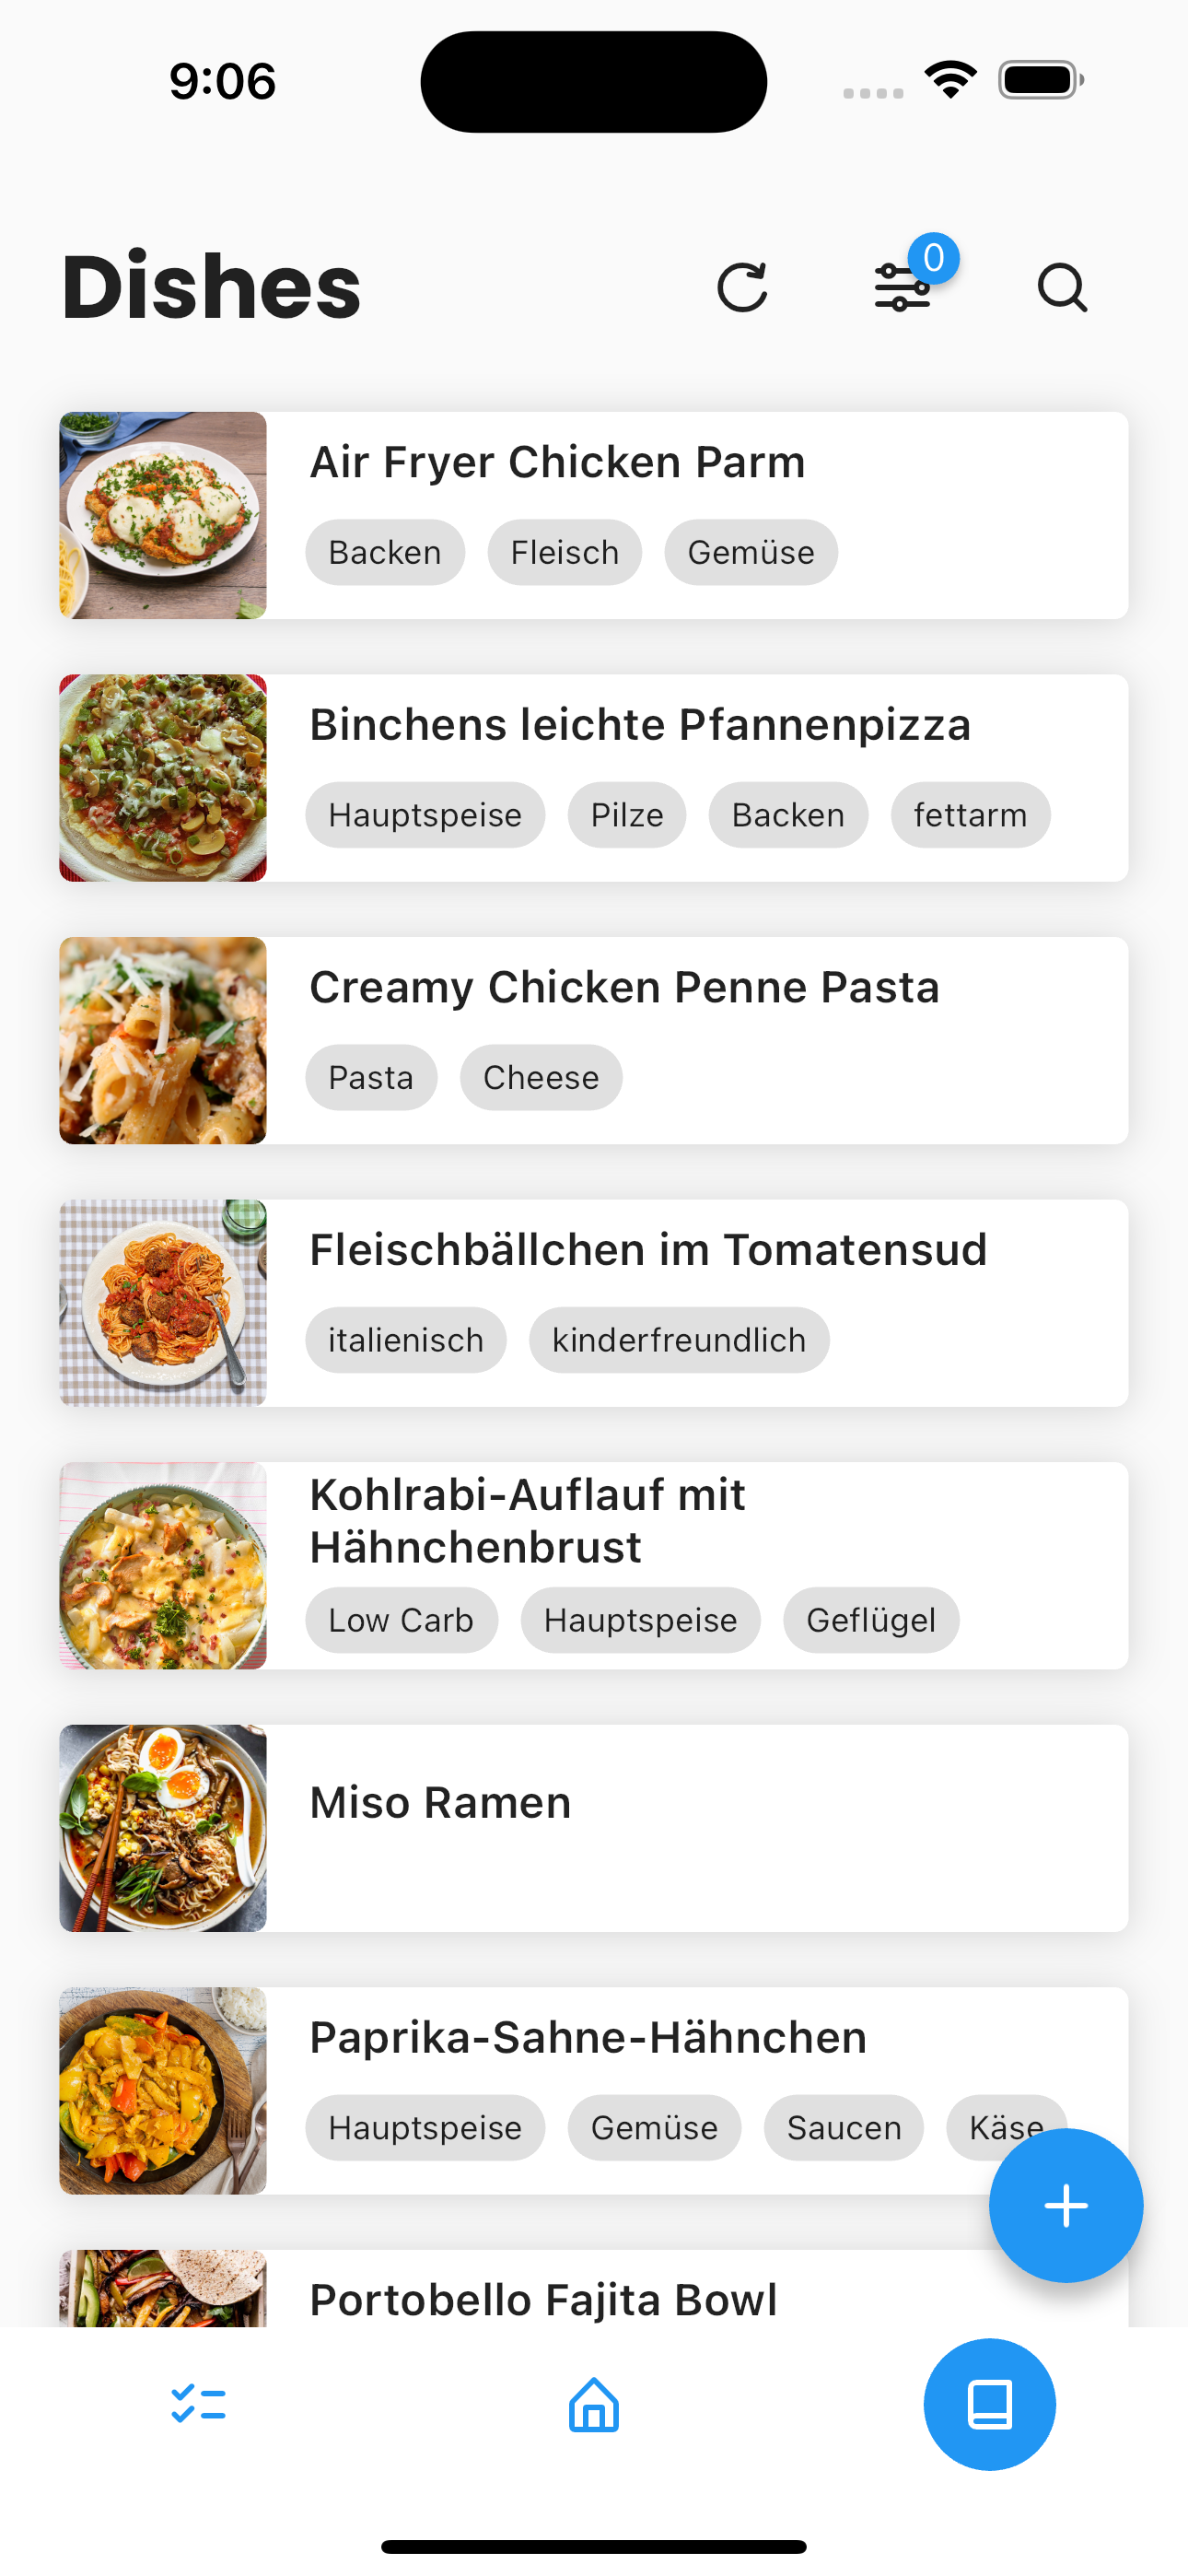 9:06
Dishes
0
Air Fryer Chicken Parm
Backen Fleisch Gemüse
Binchens leichte Pfannenpizza
Hauptspeise Pilze Backen fettarm
Creamy Chicken Penne Pasta
Pasta Cheese
Fleischbällchen im Tomatensud
italienisch kinderfreundlich
Kohlrabi-Auflauf mit
Hähnchenbrust
Low Carb Hauptspeise Geflügel
Miso Ramen
Paprika-Sahne-Hähnchen
Hauptspeise Gemüse Saucen Käse
Portobello Fajita Bowl